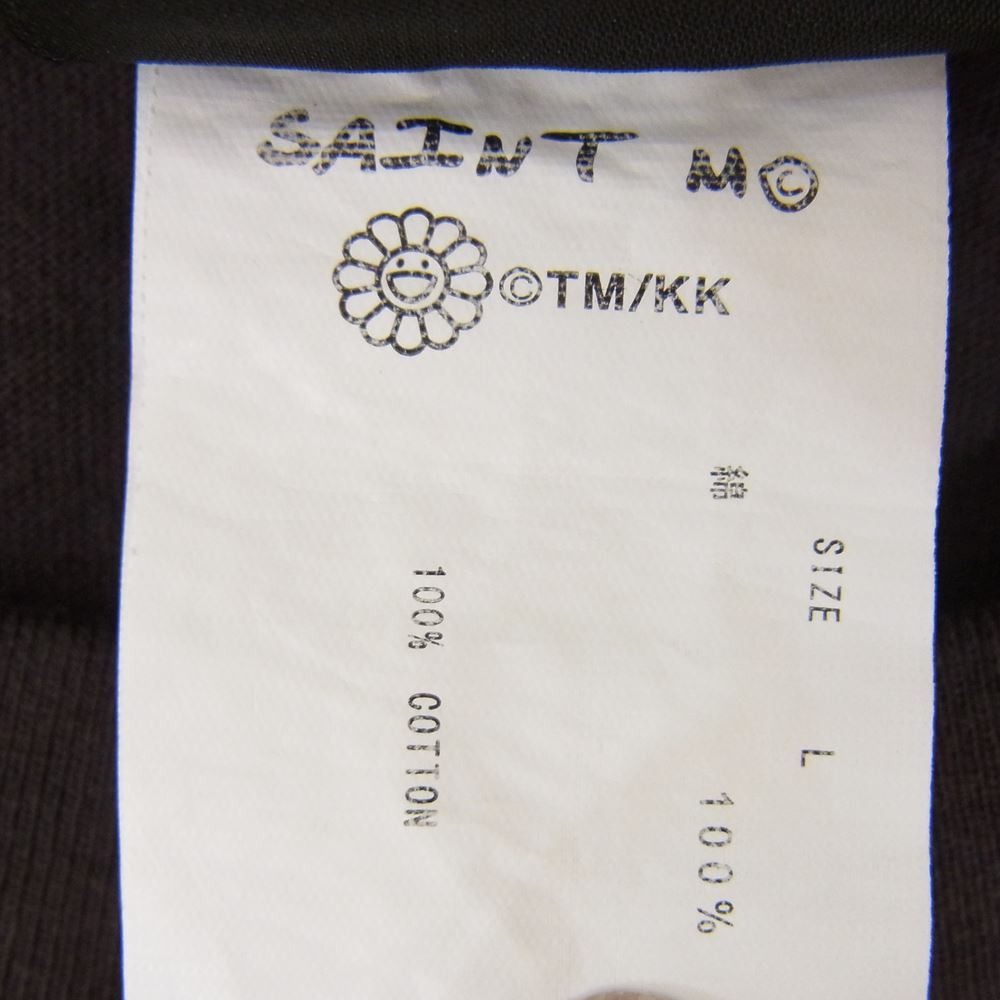 SAINT M©
©TM/KK
SIZE L
綿 100%
100% COTTON